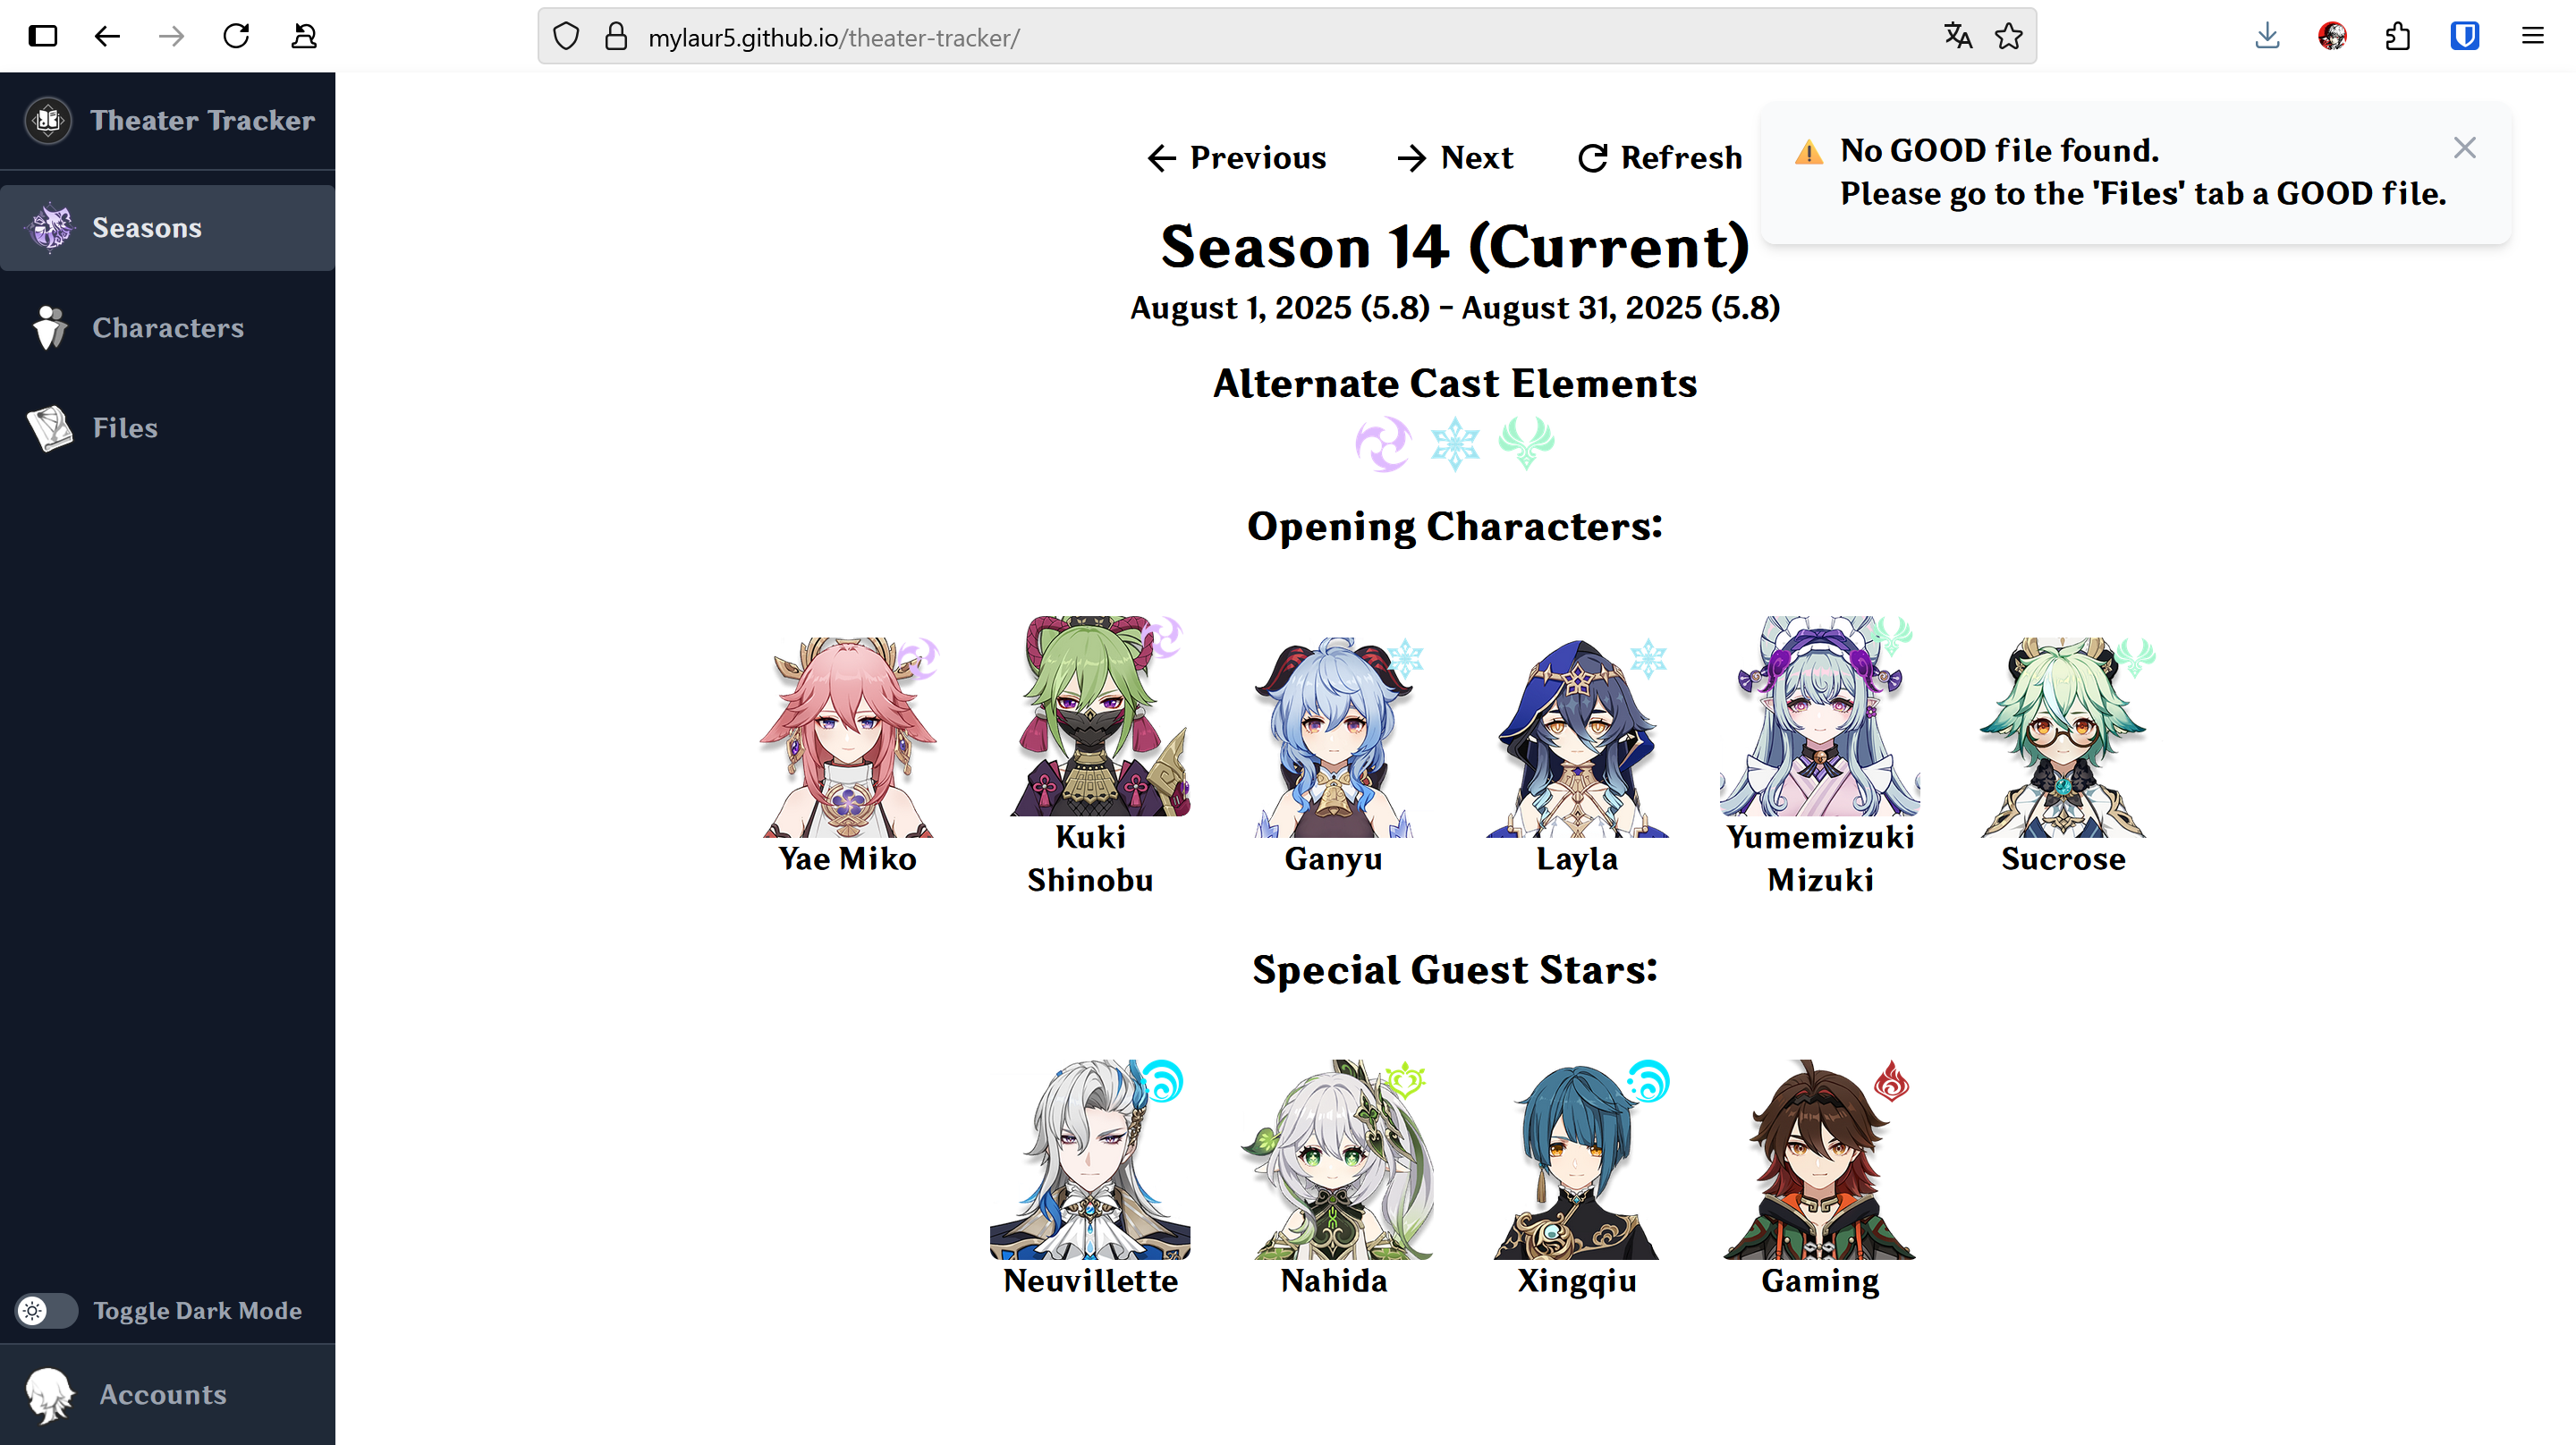 mylaur5.github.io/theater-tracker/
Theater Tracker
Seasons
Characters
Files
Toggle Dark Mode
Accounts
Previous
Next
Refresh
No GOOD file found.
Please go to the 'Files' tab a GOOD file.
Season 14 (Current)
August 1, 2025 (5.8) - August 31, 2025 (5.8)
Alternate Cast Elements
Opening Characters:
Yae Miko
Kuki
Shinobu
Ganyu
Layla
Yumemizuki
Mizuki
Sucrose
Special Guest Stars:
Neuvillette
Nahida
Xingqiu
Gaming